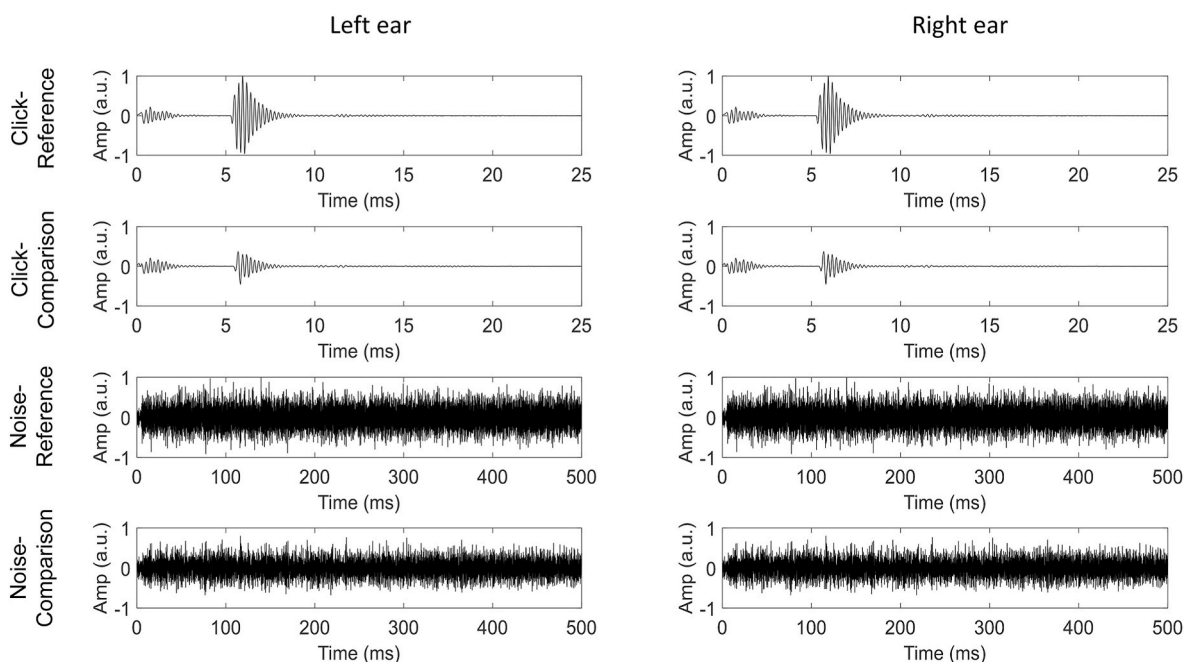 Left ear
Right ear
Click-
Reference
Amp (a.u.)
1
0
-1
0 5 10 15 20 25
Time (ms)
Amp (a.u.)
1
0
-1
0 5 10 15 20 25
Time (ms)
Click-
Comparison
Amp (a.u.)
1
0
-1
0 5 10 15 20 25
Time (ms)
Amp (a.u.)
1
0
-1
0 5 10 15 20 25
Time (ms)
Noise-
Reference
Amp (a.u.)
1
0
-1
0 100 200 300 400 500
Time (ms)
Amp (a.u.)
1
0
-1
0 100 200 300 400 500
Time (ms)
Noise-
Comparison
Amp (a.u.)
1
0
-1
0 100 200 300 400 500
Time (ms)
Amp (a.u.)
1
0
-1
0 100 200 300 400 500
Time (ms)